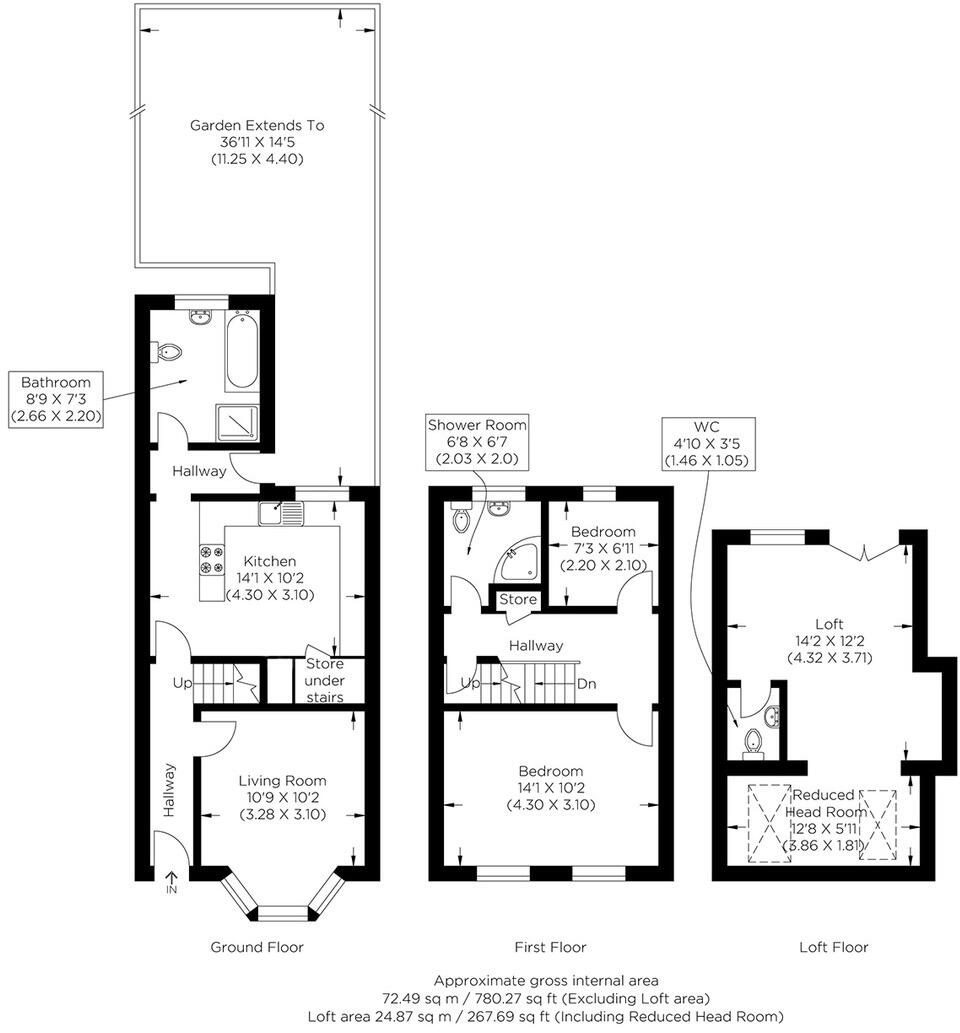 Garden Extends To
36'11 X 14'5
(11.25 X 4.40)
Bathroom
8'9 X 7'3
(2.66 X 2.20)
Hallway
Kitchen
14'1 X 10'2
(4.30 X 3.10)
Up
Store
under
stairs
Hallway
Living Room
10'9 X 10'2
(3.28 X 3.10)
IN
Ground Floor
Shower Room
6'8 X 6'7
(2.03 X 2.0)
Bedroom
7'3 X 6'11
(2.20 X 2.10)
Store
Hallway
Up
Dn
Bedroom
14'1 X 10'2
(4.30 X 3.10)
First Floor
WC
4'10 X 3'5
(1.46 X 1.05)
Loft
14'2 X 12'2
(4.32 X 3.71)
Reduced
Head Room
12'8 X 5'11
(3.86 X 1.81)
Loft Floor
Approximate gross internal area
72.49 sq m / 780.27 sq ft (Excluding Loft area)
Loft area 24.87 sq m / 267.69 sq ft (Including Reduced Head Room)